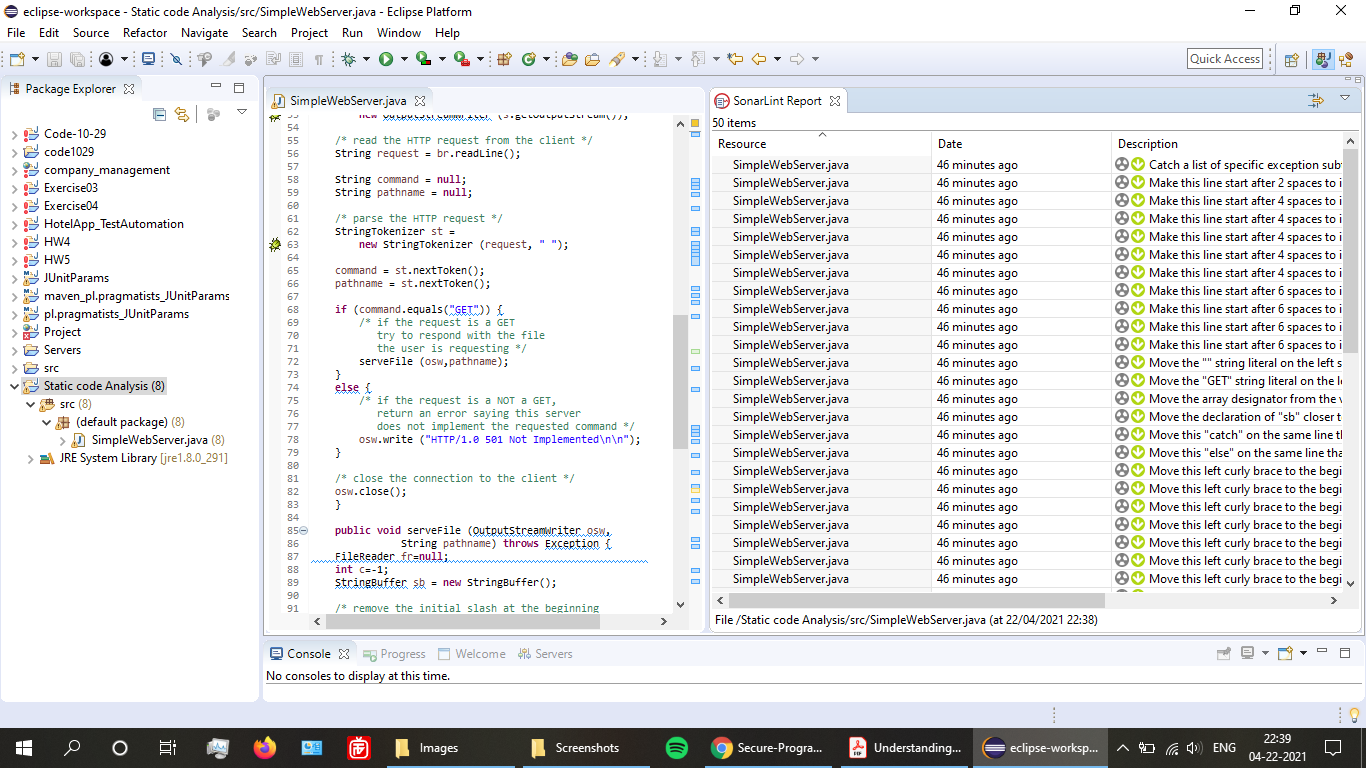 eclipse-workspace - Static code Analysis/src/SimpleWebServer.java - Eclipse Platform
File Edit Source Refactor Navigate Search Project Run Window Help
Quick Access
Package Explorer
Code-10-29
code1029
company_management
Exercise03
Exercise04
HotelApp_TestAutomation
HW4
HW5
JUnitParams
maven_pl.pragmatists_JUnitParams
pl.pragmatists_JUnitParams
Project
Servers
src
Static code Analysis (8)
src (8)
(default package) (8)
SimpleWebServer.java (8)
JRE System Library [jre1.8.0_291]
SimpleWebServer.java
53 new OutputStreamWriter (s.getOutputStream());
54
55 /* read the HTTP request from the client */
56 String request = br.readLine();
57
58 String command = null;
59 String pathname = null;
60
61 /* parse the HTTP request */
62 StringTokenizer st =
63 new StringTokenizer (request, " ");
64
65 command = st.nextToken();
66 pathname = st.nextToken();
67
68 if (command.equals("GET")) {
69 /* if the request is a GET
70 try to respond with the file
71 the user is requesting */
72 serveFile (osw,pathname);
73 }
74 else {
75 /* if the request is a NOT a GET,
76 return an error saying this server
77 does not implement the requested command */
78 osw.write ("HTTP/1.0 501 Not Implemented\n\n");
79 }
80
81 /* close the connection to the client */
82 osw.close();
83 }
84
85 public void serveFile (OutputStreamWriter osw,
86 String pathname) throws Exception {
87 FileReader fr=null;
88 int c=-1;
89 StringBuffer sb = new StringBuffer();
90
91 /* remove the initial slash at the beginning
SonarLint Report
50 items
Resource Date Description
SimpleWebServer.java 46 minutes ago Catch a list of specific exception sub
SimpleWebServer.java 46 minutes ago Make this line start after 2 spaces to i
SimpleWebServer.java 46 minutes ago Make this line start after 4 spaces to i
SimpleWebServer.java 46 minutes ago Make this line start after 4 spaces to i
SimpleWebServer.java 46 minutes ago Make this line start after 4 spaces to i
SimpleWebServer.java 46 minutes ago Make this line start after 4 spaces to i
SimpleWebServer.java 46 minutes ago Make this line start after 4 spaces to i
SimpleWebServer.java 46 minutes ago Make this line start after 6 spaces to i
SimpleWebServer.java 46 minutes ago Make this line start after 6 spaces to i
SimpleWebServer.java 46 minutes ago Make this line start after 6 spaces to i
SimpleWebServer.java 46 minutes ago Make this line start after 6 spaces to i
SimpleWebServer.java 46 minutes ago Move the "" string literal on the left s
SimpleWebServer.java 46 minutes ago Move the "GET" string literal on the l
SimpleWebServer.java 46 minutes ago Move the array designator from the v
SimpleWebServer.java 46 minutes ago Move the declaration of "sb" closer t
SimpleWebServer.java 46 minutes ago Move this "catch" on the same line th
SimpleWebServer.java 46 minutes ago Move this "else" on the same line tha
SimpleWebServer.java 46 minutes ago Move this left curly brace to the begi
SimpleWebServer.java 46 minutes ago Move this left curly brace to the begi
SimpleWebServer.java 46 minutes ago Move this left curly brace to the begi
SimpleWebServer.java 46 minutes ago Move this left curly brace to the begi
SimpleWebServer.java 46 minutes ago Move this left curly brace to the begi
SimpleWebServer.java 46 minutes ago Move this left curly brace to the begi
SimpleWebServer.java 46 minutes ago Move this left curly brace to the begi
File /Static code Analysis/src/SimpleWebServer.java (at 22/04/2021 22:38)
Console Progress Welcome Servers
No consoles to display at this time.
Images
Screenshots
Secure-Progra...
Understanding...
eclipse-worksp...
ENG
22:39
04-22-2021